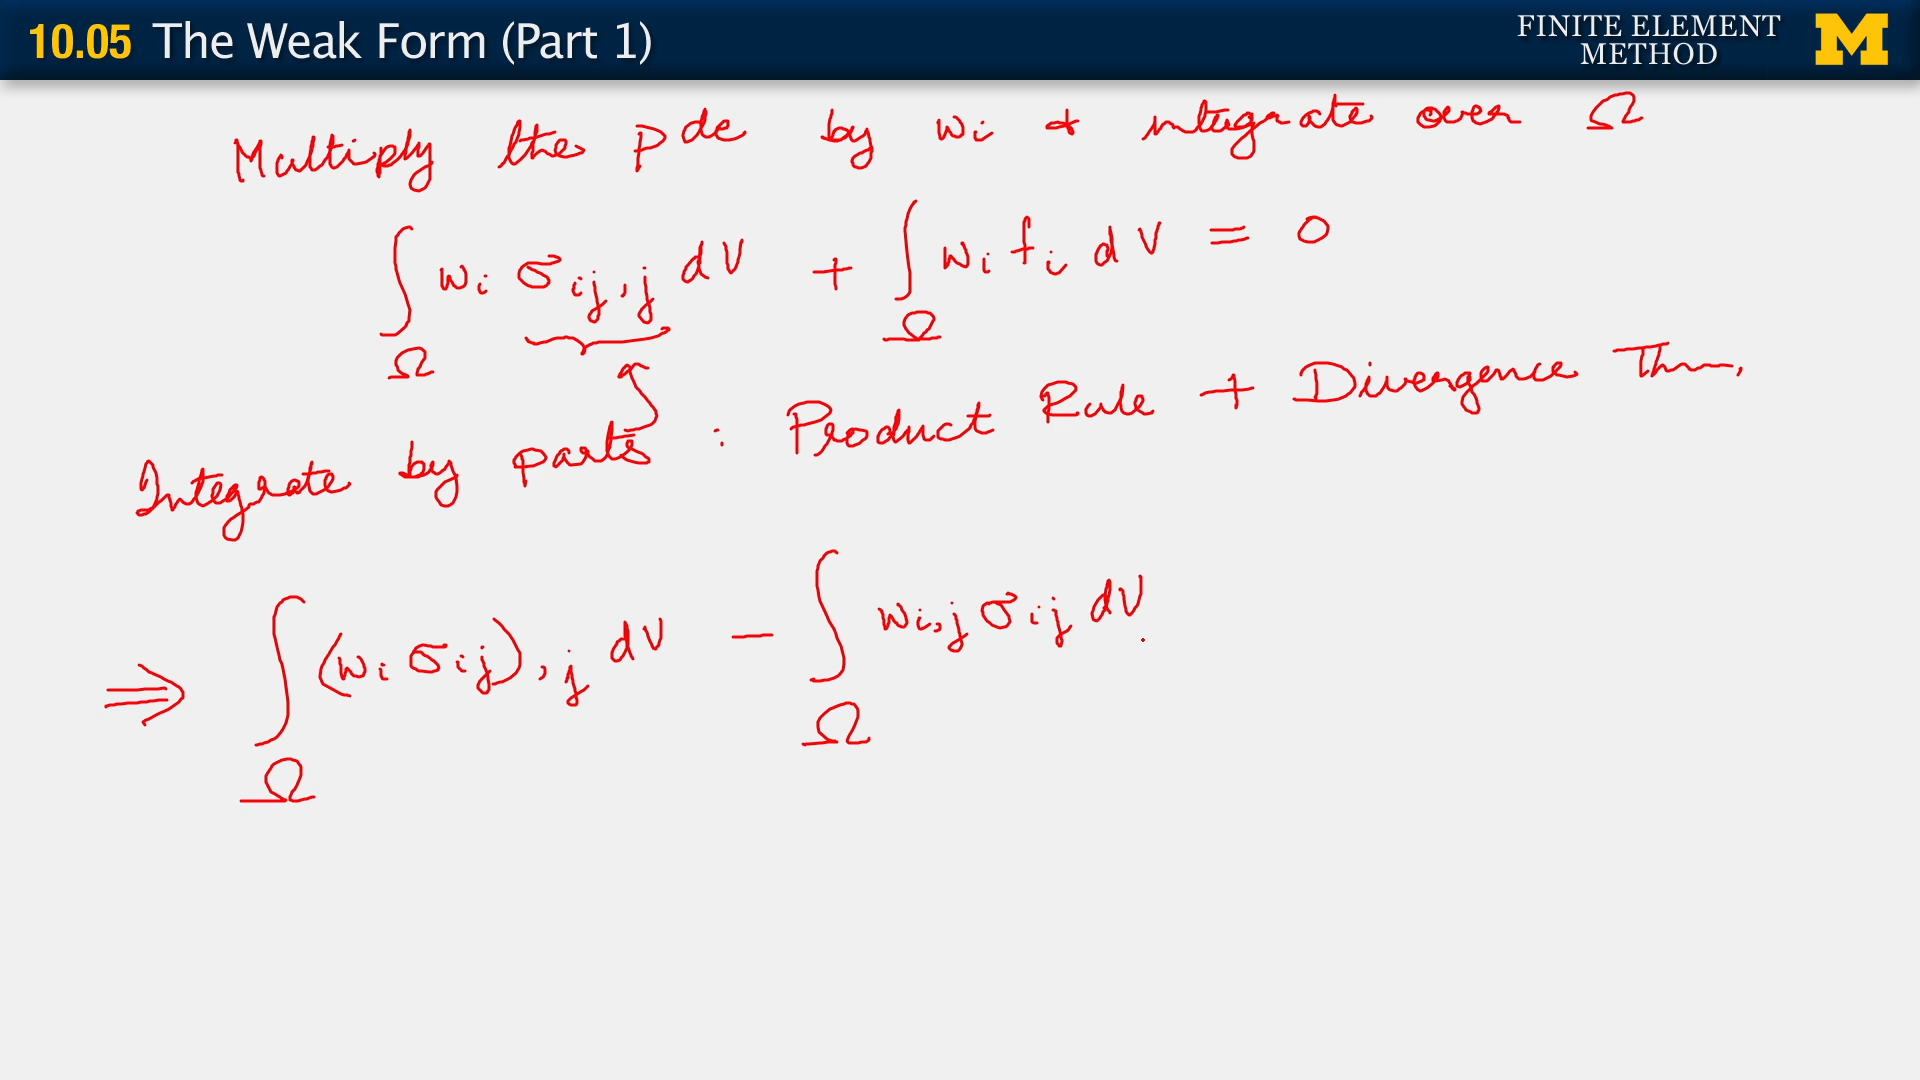 10.05 The Weak Form (Part 1)
FINITE ELEMENT
METHOD
M
Multiply the pde by wi & integrate over Ω
∫Ω wi σij,j dV + ∫Ω wi fi dV = 0
Integrate by parts : Product Rule + Divergence Thm.
⇒ ∫Ω (wi σij),j dV − ∫Ω wi,j σij dV